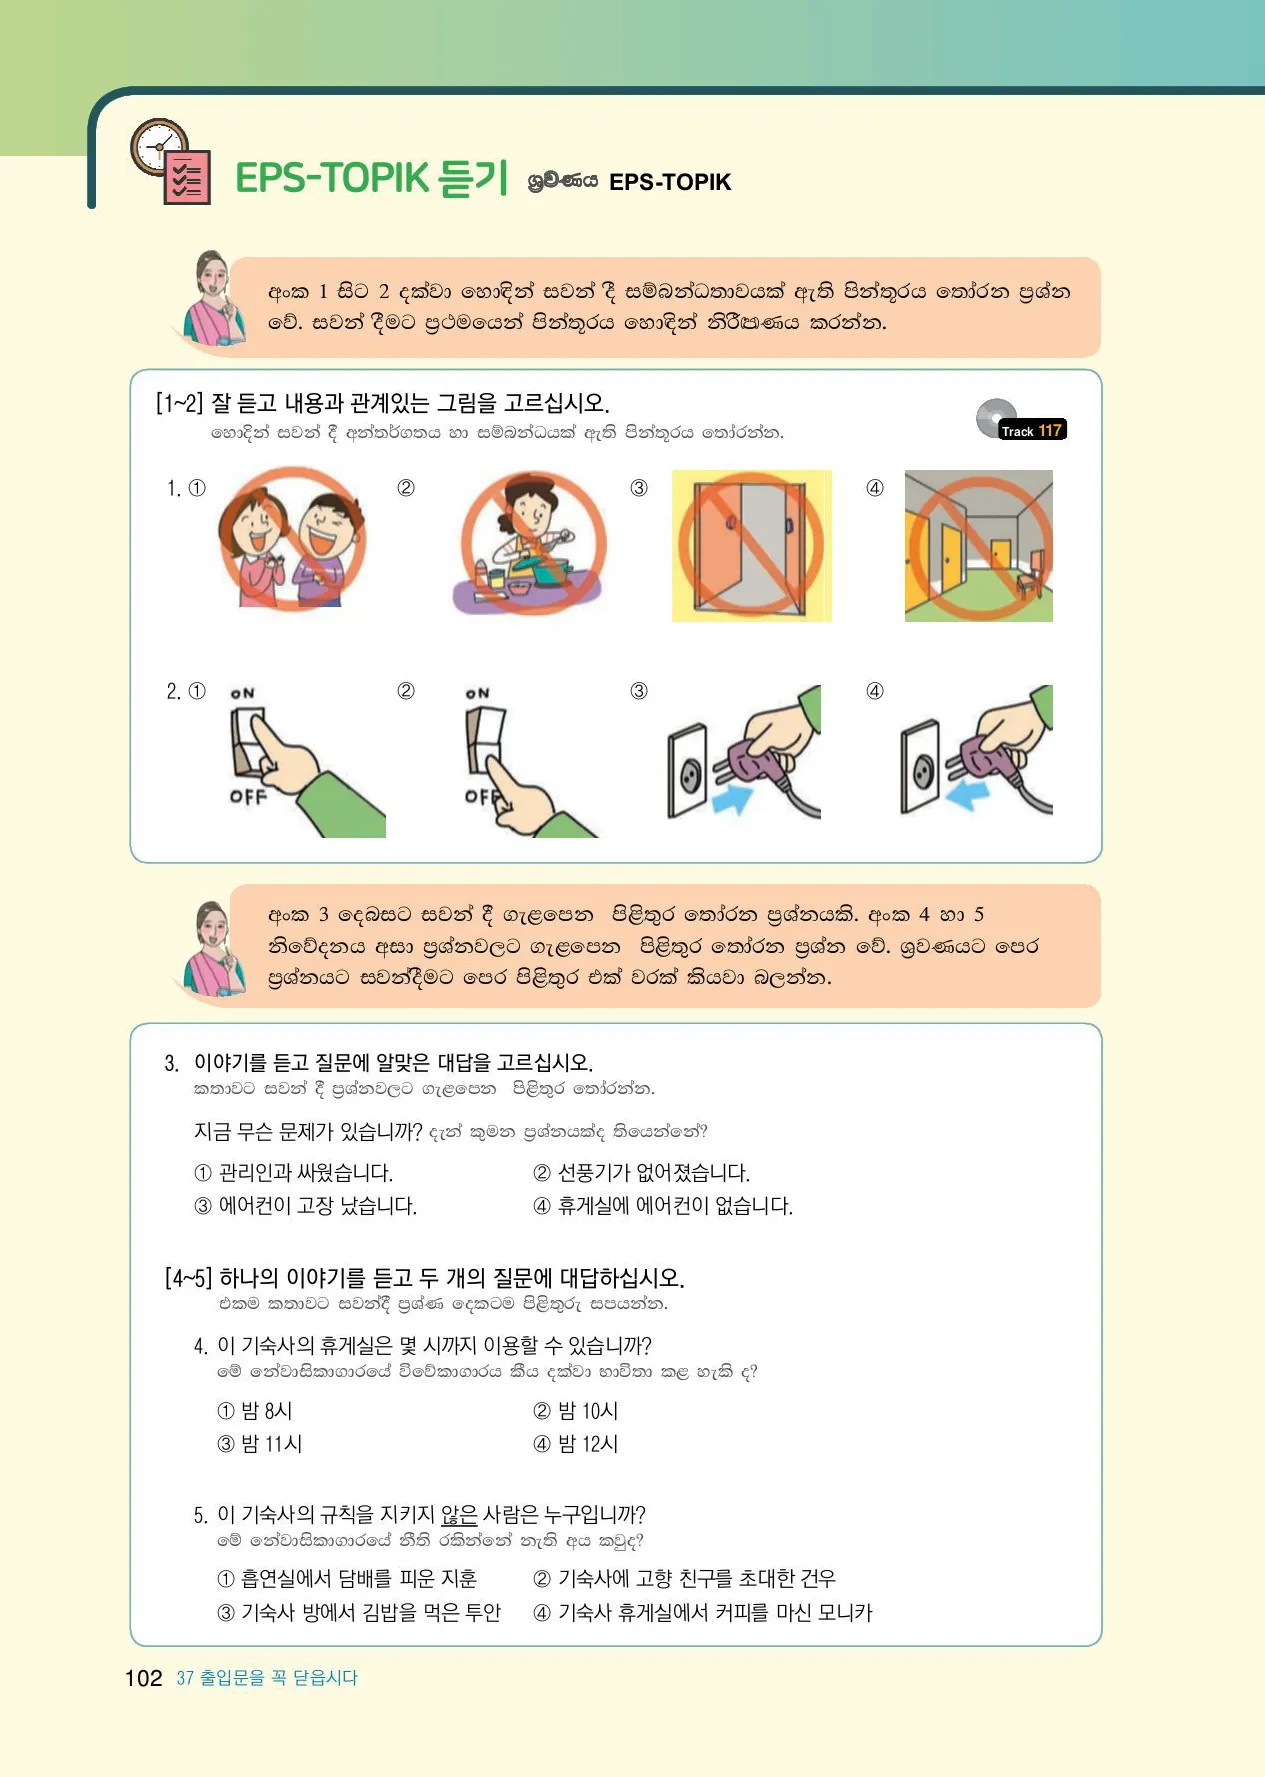 EPS-TOPIK 듣기 ශ්‍රවණය EPS-TOPIK
අංක 1 සිට 2 දක්වා හොඳින් සවන් දී සම්බන්ධතාවයක් ඇති පින්තූරය තෝරන ප්‍රශ්න
වේ. සවන් දීමට ප්‍රථමයෙන් පින්තූරය හොඳින් නිරීක්‍ෂණය කරන්න.
[1~2] 잘 듣고 내용과 관계있는 그림을 고르십시오.
හොදින් සවන් දී අන්තර්ගතය හා සම්බන්ධයක් ඇති පින්තූරය තෝරන්න.
Track 117
1. ① ② ③ ④
2. ① ② ③ ④
ON ON
OFF OFF
අංක 3 දෙබසට සවන් දී ගැළපෙන පිළිතුර තෝරන ප්‍රශ්නයකි. අංක 4 හා 5
නිවේදනය අසා ප්‍රශ්නවලට ගැළපෙන පිළිතුර තෝරන ප්‍රශ්න වේ. ශ්‍රවණයට පෙර
ප්‍රශ්නයට සවන්දීමට පෙර පිළිතුර එක් වරක් කියවා බලන්න.
3. 이야기를 듣고 질문에 알맞은 대답을 고르십시오.
කතාවට සවන් දී ප්‍රශ්නවලට ගැළපෙන පිළිතුර තෝරන්න.
지금 무슨 문제가 있습니까? දැන් කුමන ප්‍රශ්නයක්ද තියෙන්නේ?
① 관리인과 싸웠습니다. ② 선풍기가 없어졌습니다.
③ 에어컨이 고장 났습니다. ④ 휴게실에 에어컨이 없습니다.
[4~5] 하나의 이야기를 듣고 두 개의 질문에 대답하십시오.
එකම කතාවට සවන්දී ප්‍රශ්ණ දෙකටම පිළිතුරු සපයන්න.
4. 이 기숙사의 휴게실은 몇 시까지 이용할 수 있습니까?
මේ නේවාසිකාගාරයේ විවේකාගාරය කීය දක්වා භාවිතා කළ හැකි ද?
① 밤 8시 ② 밤 10시
③ 밤 11시 ④ 밤 12시
5. 이 기숙사의 규칙을 지키지 않은 사람은 누구입니까?
මේ නේවාසිකාගාරයේ නීති රකින්නේ නැති අය කවුද?
① 흡연실에서 담배를 피운 지훈 ② 기숙사에 고향 친구를 초대한 건우
③ 기숙사 방에서 김밥을 먹은 투안 ④ 기숙사 휴게실에서 커피를 마신 모니카
102 37 출입문을 꼭 닫읍시다